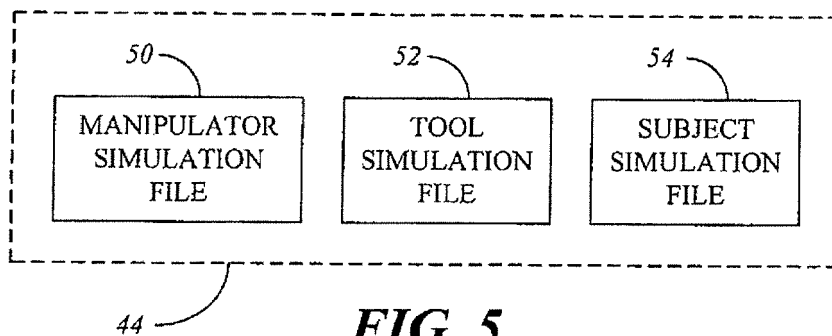 50
52
54
MANIPULATOR
SIMULATION
FILE
TOOL
SIMULATION
FILE
SUBJECT
SIMULATION
FILE
44
FIG. 5